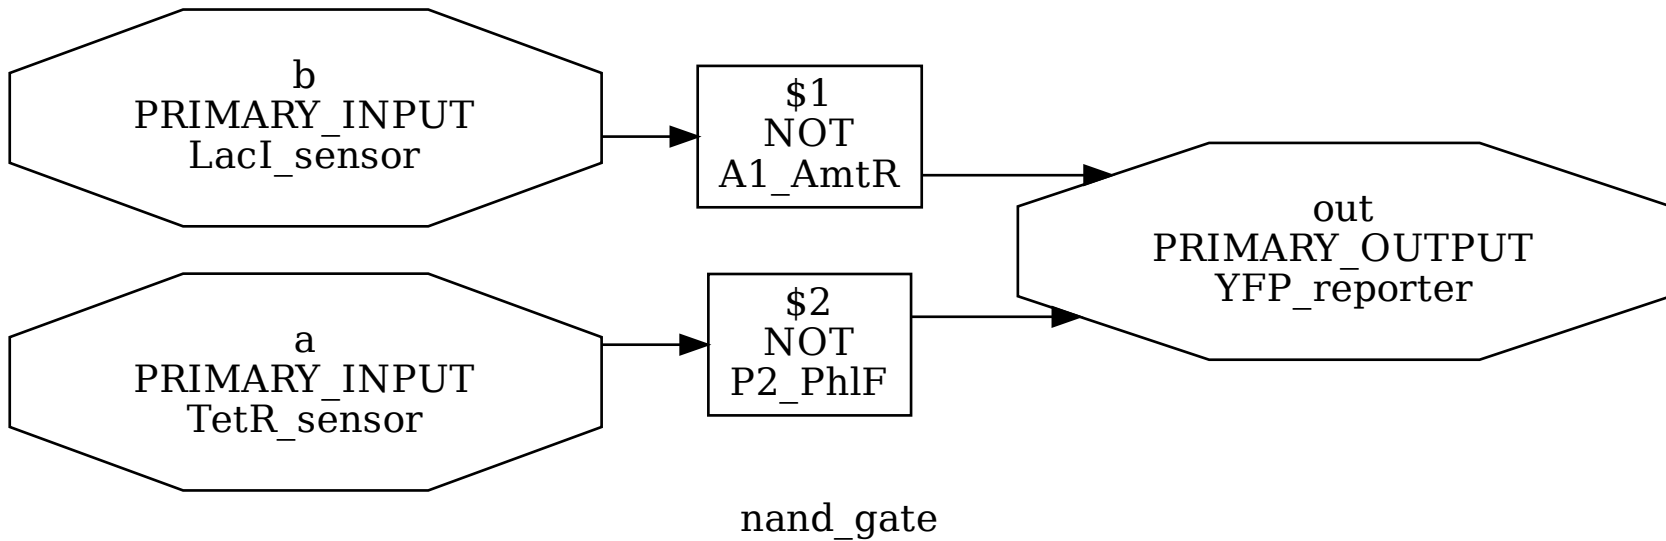 b
PRIMARY_INPUT
LacI_sensor
$1
NOT
A1_AmtR
a
PRIMARY_INPUT
TetR_sensor
$2
NOT
P2_PhlF
out
PRIMARY_OUTPUT
YFP_reporter
nand_gate